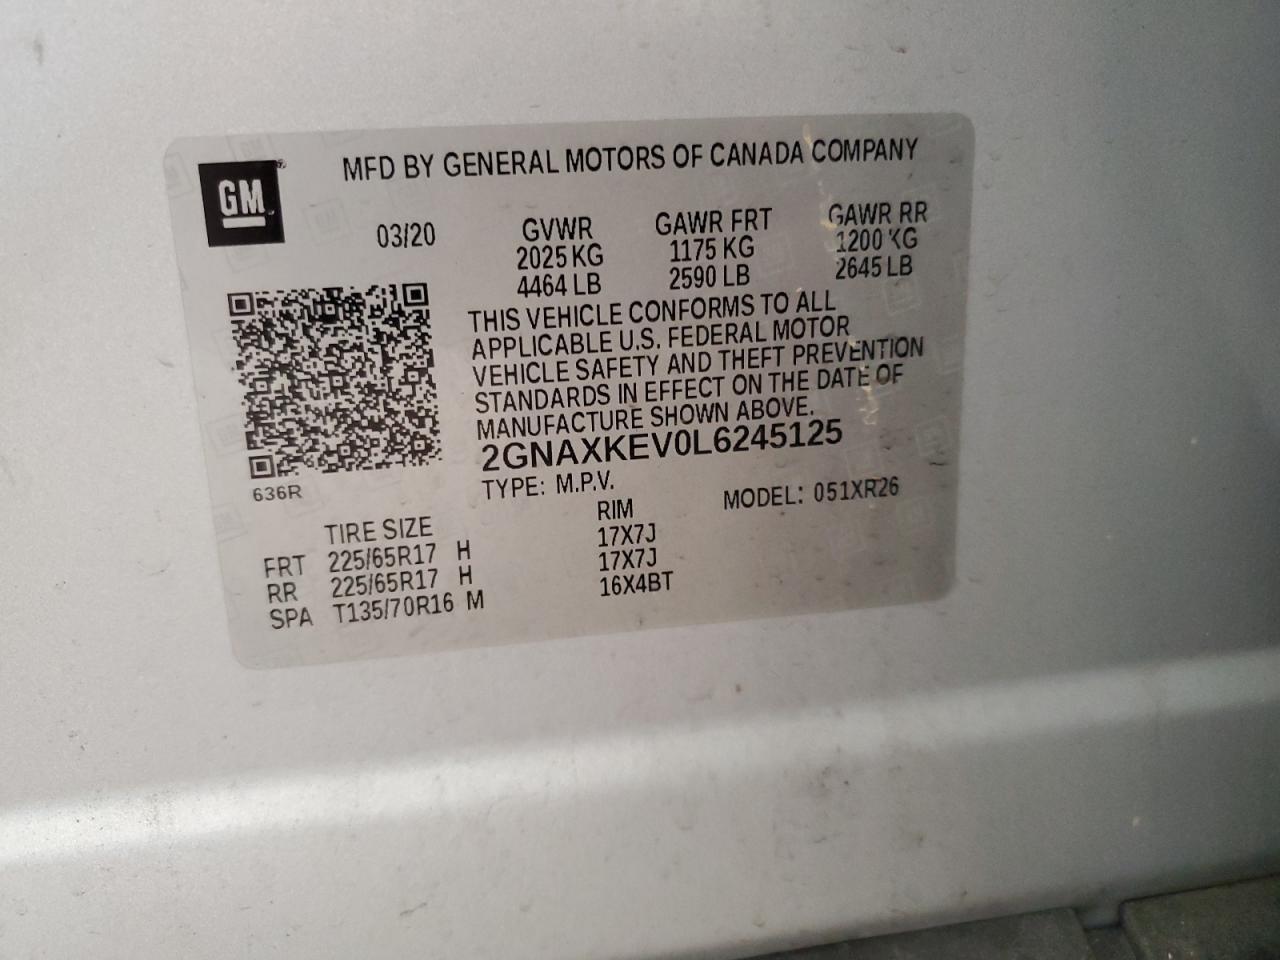 GM
MFD BY GENERAL MOTORS OF CANADA COMPANY
03/20 GVWR GAWR FRT GAWR RR
2025 KG 1175 KG 1200 KG
4464 LB 2590 LB 2645 LB
THIS VEHICLE CONFORMS TO ALL
APPLICABLE U.S. FEDERAL MOTOR
VEHICLE SAFETY AND THEFT PREVENTION
STANDARDS IN EFFECT ON THE DATE OF
MANUFACTURE SHOWN ABOVE.
2GNAXKEV0L6245125
636R
TYPE: M.P.V. MODEL: 051XR26
TIRE SIZE RIM
FRT 225/65R17 H 17X7J
RR 225/65R17 H 17X7J
SPA T135/70R16 M 16X4BT